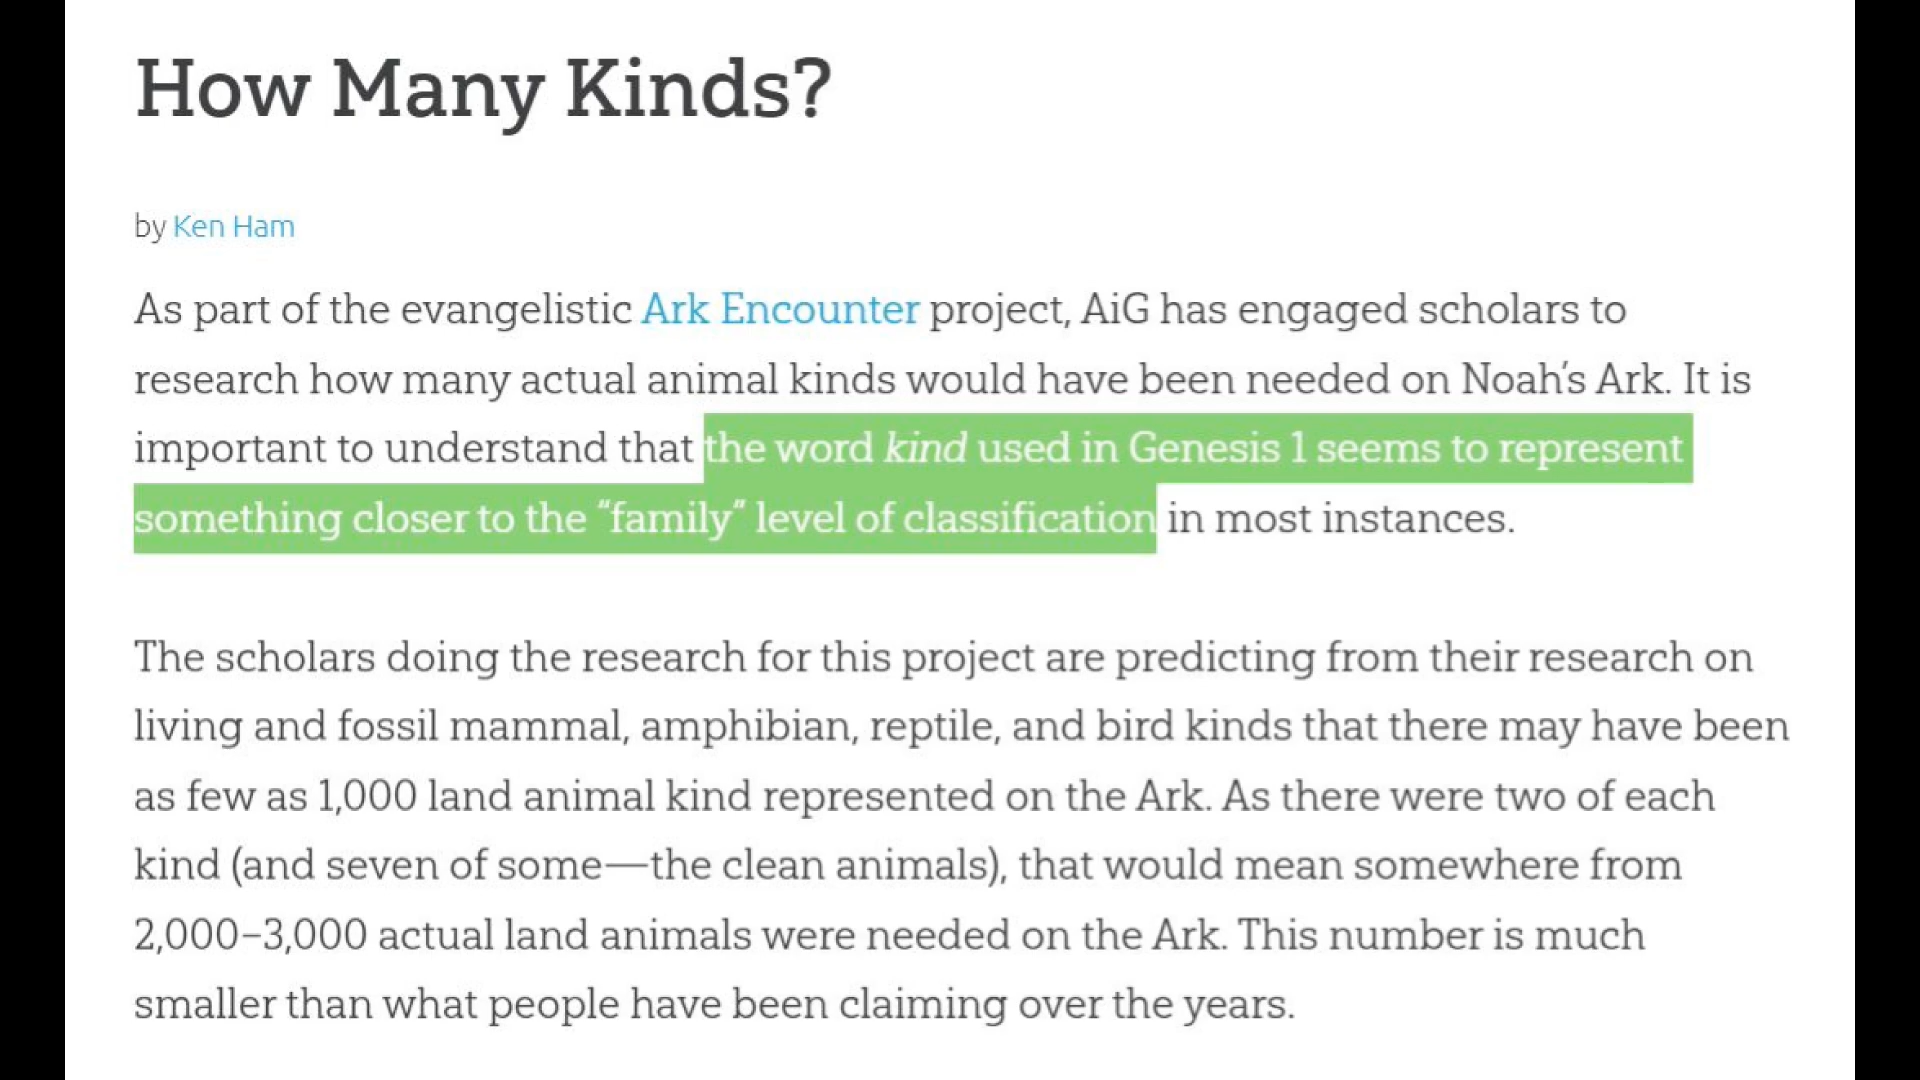 How Many Kinds?
by Ken Ham
As part of the evangelistic Ark Encounter project, AiG has engaged scholars to
research how many actual animal kinds would have been needed on Noah’s Ark. It is
important to understand that the word kind used in Genesis 1 seems to represent
something closer to the “family” level of classification in most instances.
The scholars doing the research for this project are predicting from their research on
living and fossil mammal, amphibian, reptile, and bird kinds that there may have been
as few as 1,000 land animal kind represented on the Ark. As there were two of each
kind (and seven of some—the clean animals), that would mean somewhere from
2,000–3,000 actual land animals were needed on the Ark. This number is much
smaller than what people have been claiming over the years.